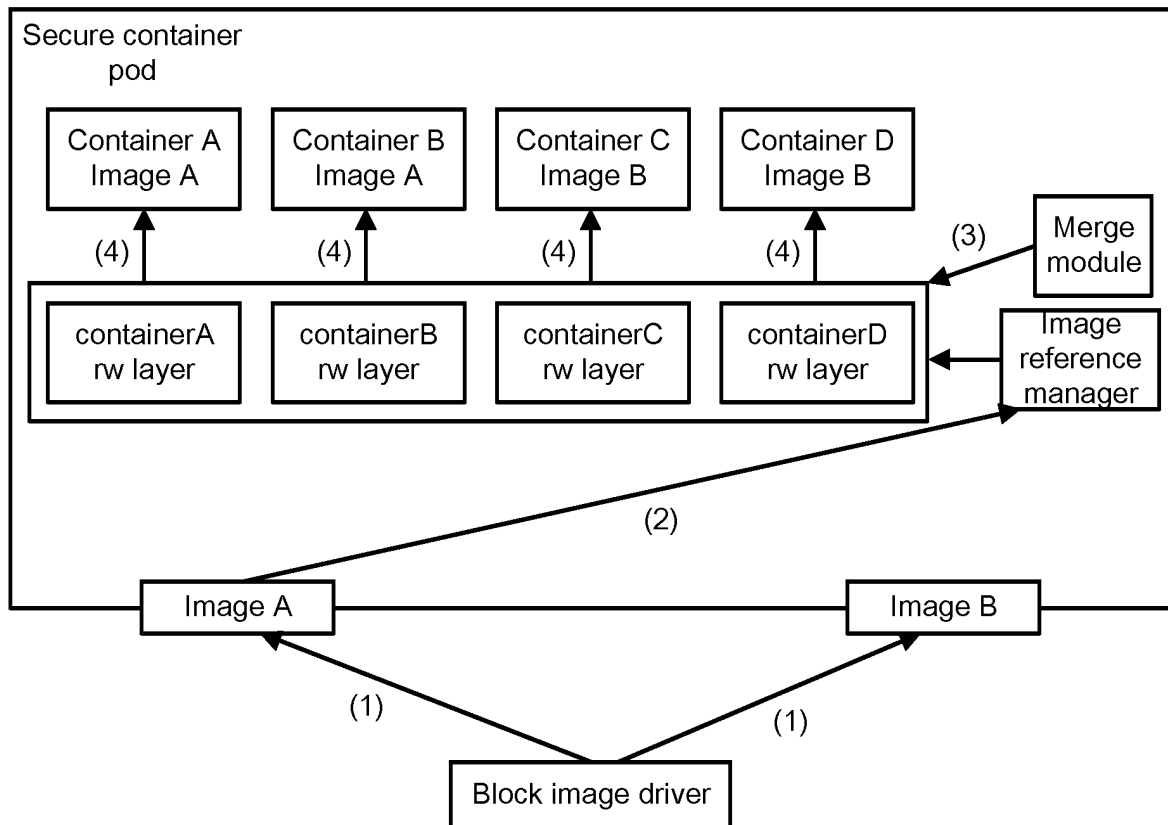 Secure container
pod
Container A
Image A
Container B
Image A
Container C
Image B
Container D
Image B
(4)
(4)
(4)
(4)
(3)
Merge
module
containerA
rw layer
containerB
rw layer
containerC
rw layer
containerD
rw layer
Image
reference
manager
(2)
Image A
Image B
(1)
(1)
Block image driver